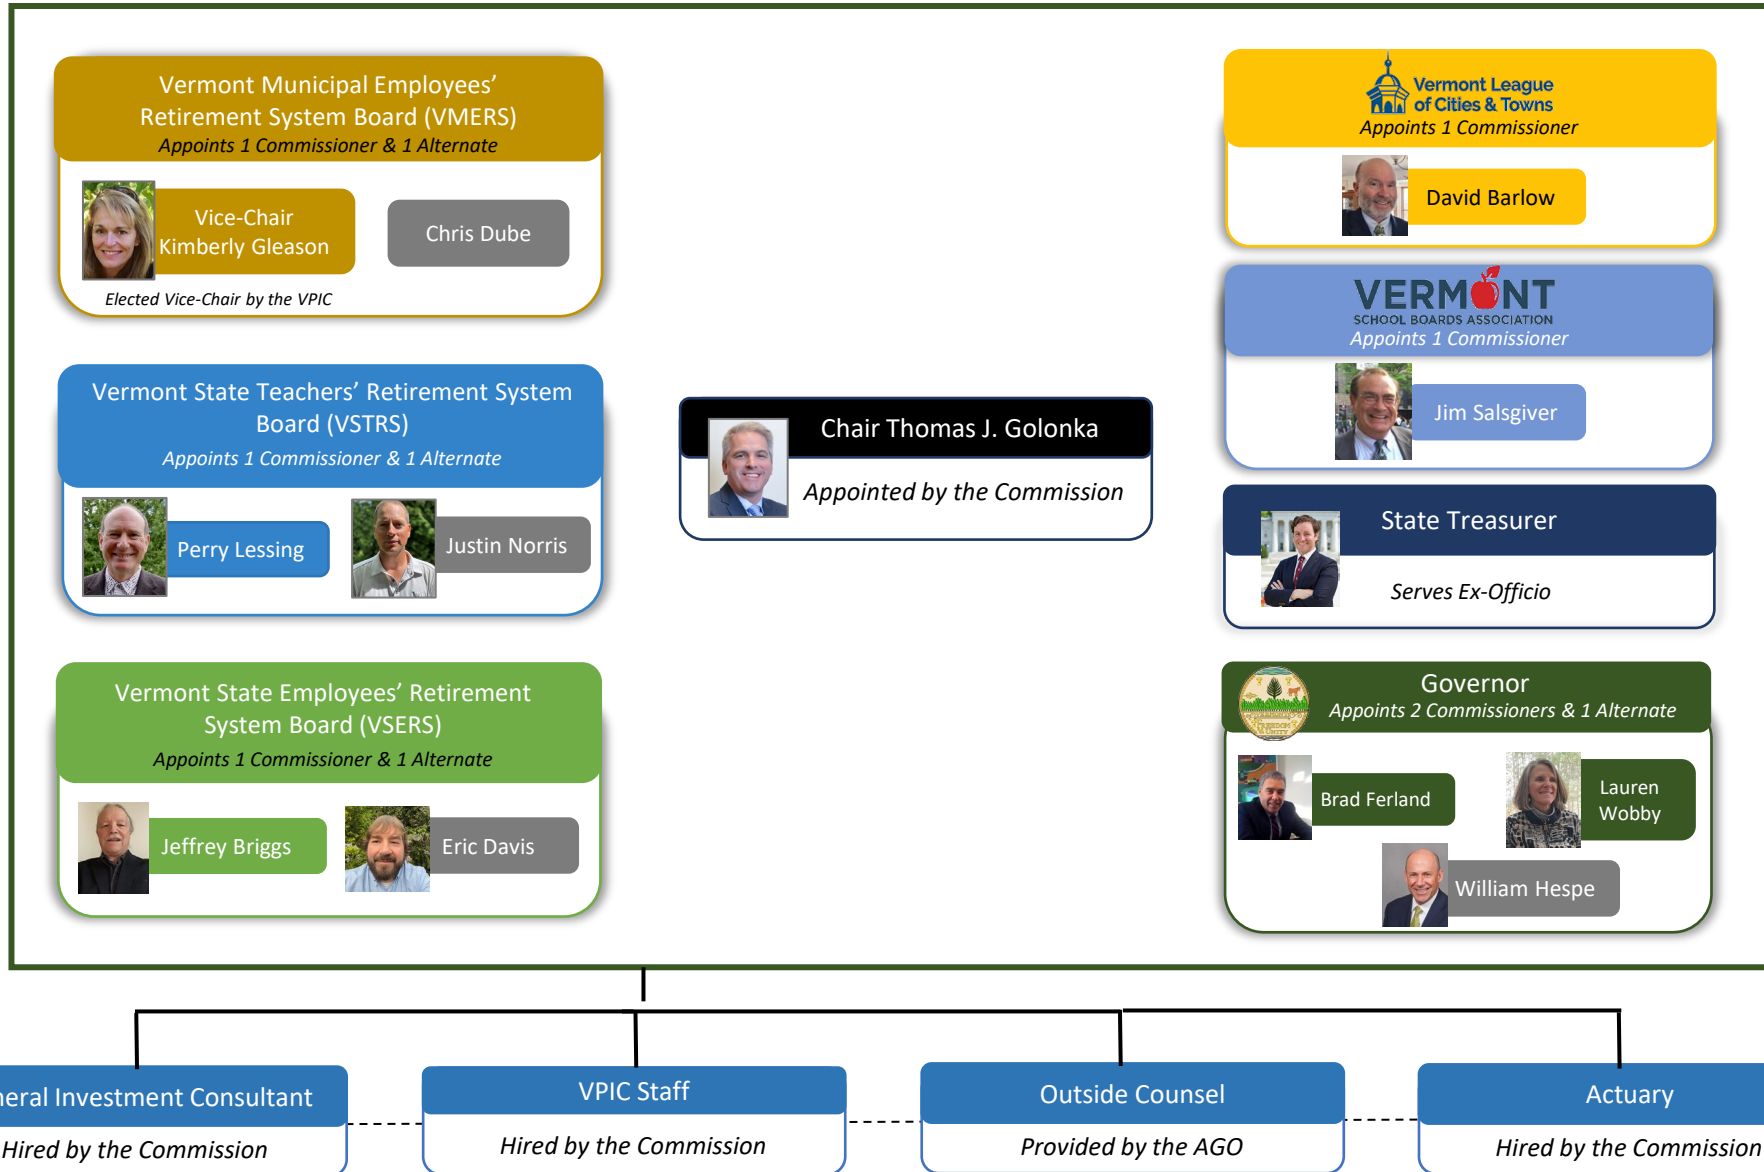 Vermont Municipal Employees’
Retirement System Board (VMERS)
Appoints 1 Commissioner & 1 Alternate
Vice-Chair
Kimberly Gleason
Chris Dube
Elected Vice-Chair by the VPIC
Vermont State Teachers’ Retirement System
Board (VSTRS)
Appoints 1 Commissioner & 1 Alternate
Perry Lessing
Justin Norris
Vermont State Employees’ Retirement
System Board (VSERS)
Appoints 1 Commissioner & 1 Alternate
Jeffrey Briggs
Eric Davis
Chair Thomas J. Golonka
Appointed by the Commission
Vermont League
of Cities & Towns
Appoints 1 Commissioner
David Barlow
VERMONT
SCHOOL BOARDS ASSOCIATION
Appoints 1 Commissioner
Jim Salsgiver
State Treasurer
Serves Ex-Officio
Governor
Appoints 2 Commissioners & 1 Alternate
Brad Ferland
Lauren
Wobby
William Hespe
neral Investment Consultant
Hired by the Commission
VPIC Staff
Hired by the Commission
Outside Counsel
Provided by the AGO
Actuary
Hired by the Commission